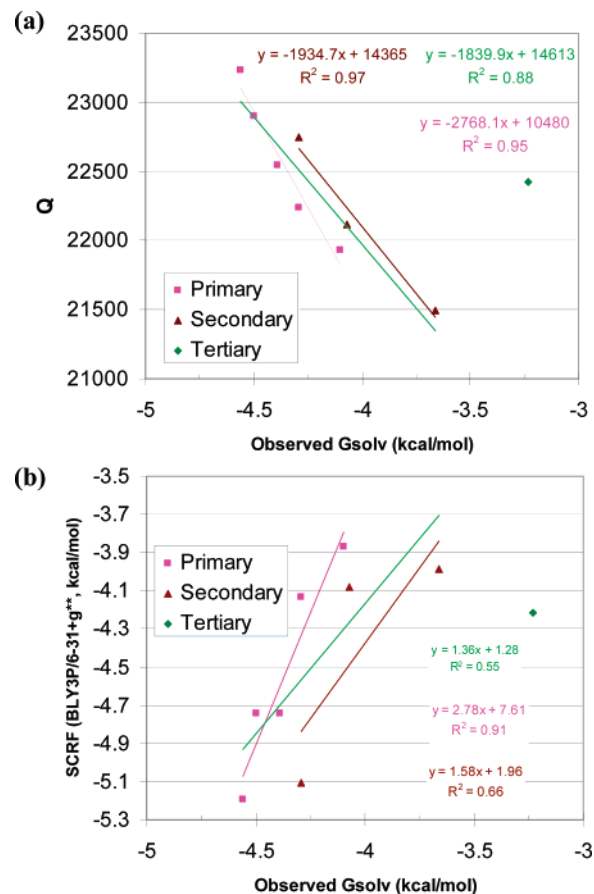 (a)
23500
23000
22500
22000
21500
21000
Q
y = -1934.7x + 14365
R² = 0.97
y = -1839.9x + 14613
R² = 0.88
y = -2768.1x + 10480
R² = 0.95
Primary
Secondary
Tertiary
-5
-4.5
-4
-3.5
-3
Observed Gsolv (kcal/mol)
(b)
-3.5
-3.7
-3.9
-4.1
-4.3
-4.5
-4.7
-4.9
-5.1
-5.3
SCRF (BLY3P/6-31+g**, kcal/mol)
Primary
Secondary
Tertiary
y = 1.36x + 1.28
R² = 0.55
y = 2.78x + 7.61
R² = 0.91
y = 1.58x + 1.96
R² = 0.66
-5
-4.5
-4
-3.5
-3
Observed Gsolv (kcal/mol)